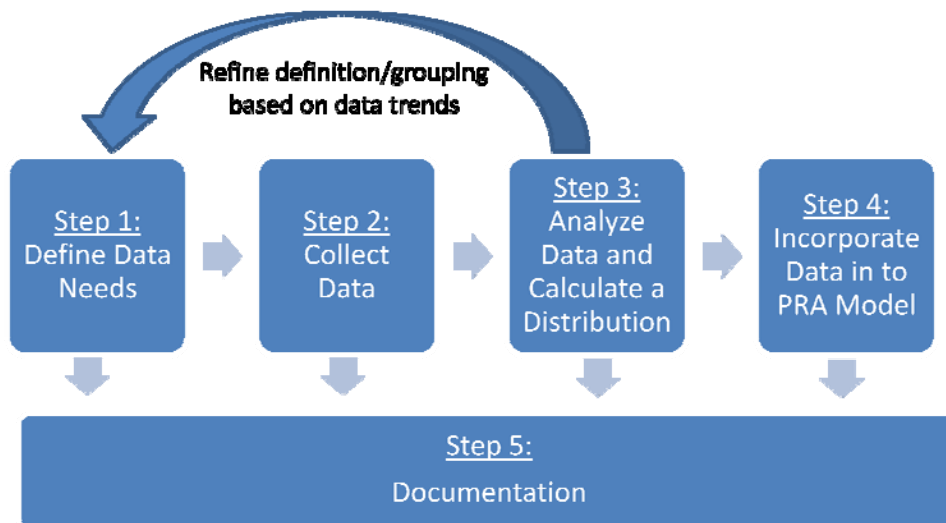 Refine definition/grouping
based on data trends
Step 1:
Define Data
Needs
Step 2:
Collect
Data
Step 3:
Analyze
Data and
Calculate a
Distribution
Step 4:
Incorporate
Data in to
PRA Model
Step 5:
Documentation